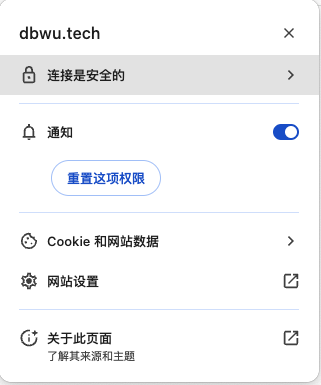 dbwu.tech
连接是安全的
通知
重置这项权限
Cookie 和网站数据
网站设置
关于此页面
了解其来源和主题